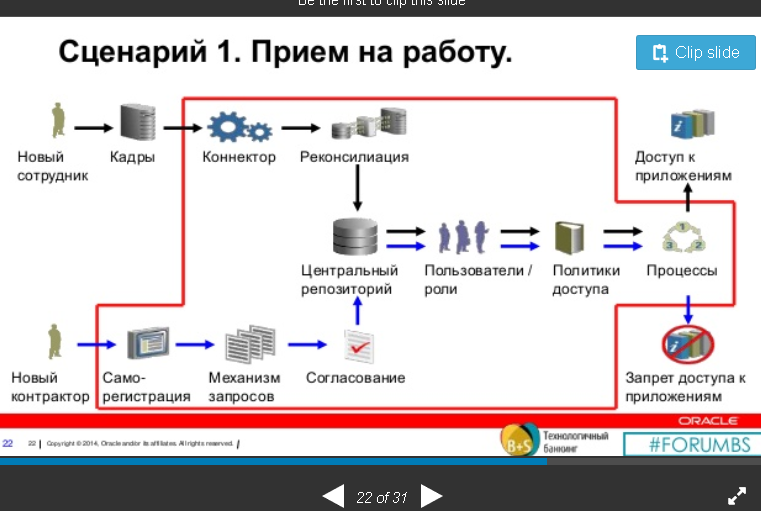 Be the first to clip this slide
Сценарий 1. Прием на работу.
Clip slide
Новый
сотрудник
Кадры
Коннектор
Реконсилиация
Доступ к
приложениям
Центральный
репозиторий
Пользователи /
роли
Политики
доступа
Процессы
1
2
3
Новый
контрактор
Само-
регистрация
Механизм
запросов
Согласование
Запрет доступа к
приложениям
ORACLE
22
22 | Copyright © 2014, Oracle and/or its affiliates. All rights reserved. |
B+S
Технологичный
банкинг
#FORUMBS
22 of 31